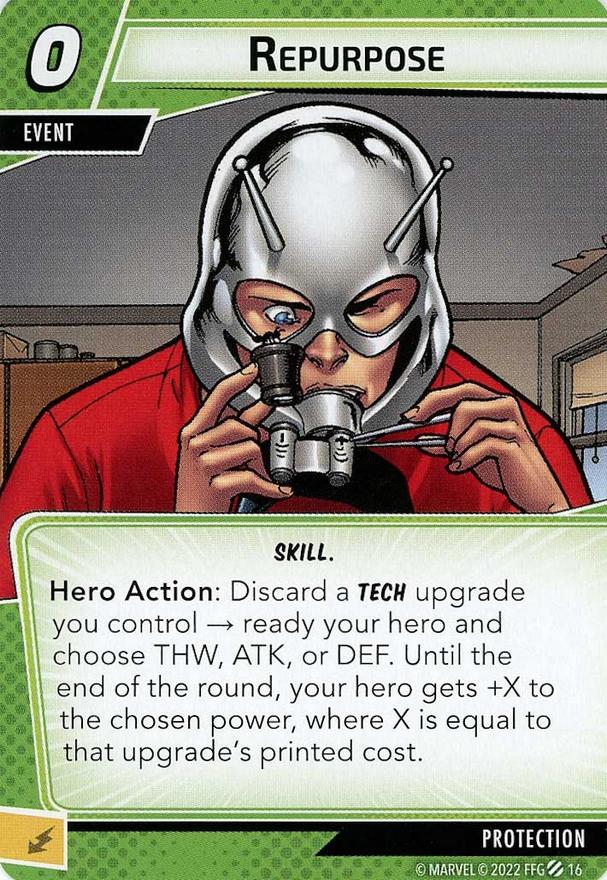 0
REPURPOSE
EVENT
SKILL.
Hero Action: Discard a TECH upgrade
you control → ready your hero and
choose THW, ATK, or DEF. Until the
end of the round, your hero gets +X to
the chosen power, where X is equal to
that upgrade's printed cost.
PROTECTION
© MARVEL © 2022 FFG 16